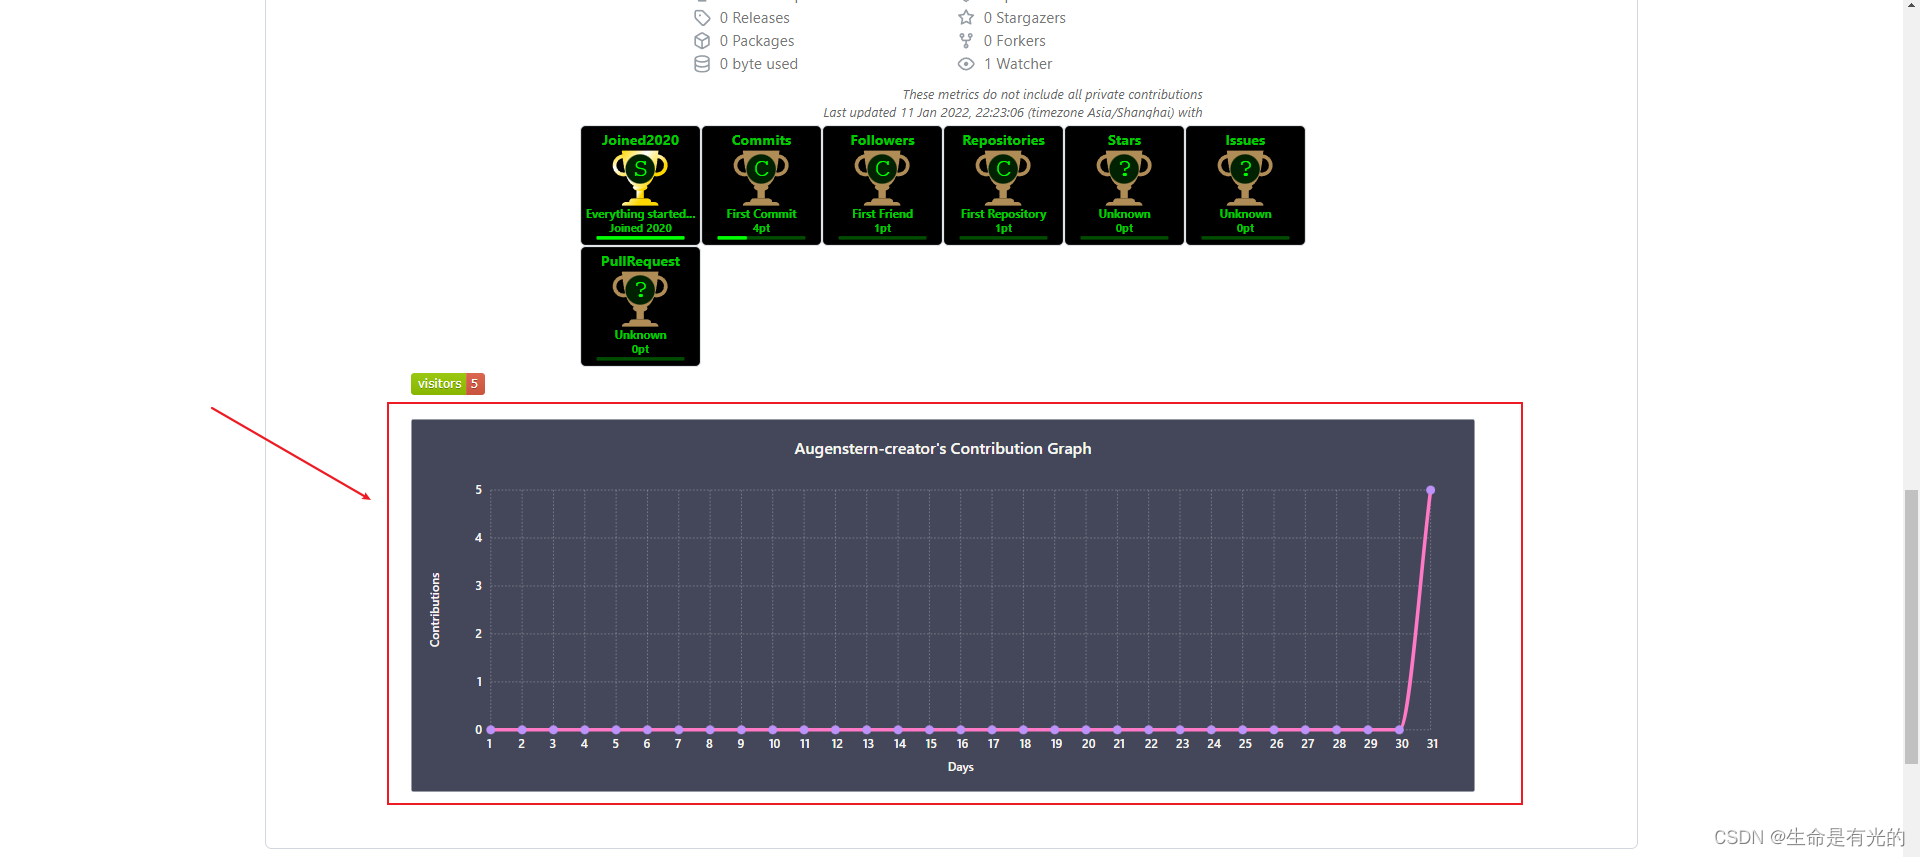 0 Releases
0 Stargazers
0 Packages
0 Forkers
0 byte used
1 Watcher
These metrics do not include all private contributions
Last updated 11 Jan 2022, 22:23:06 (timezone Asia/Shanghai) with
Joined2020
S
Everything started...
Joined 2020
Commits
C
First Commit
4pt
Followers
C
First Friend
1pt
Repositories
C
First Repository
1pt
Stars
?
Unknown
0pt
Issues
?
Unknown
0pt
PullRequest
?
Unknown
0pt
visitors 5
Augenstern-creator's Contribution Graph
Contributions
5
4
3
2
1
0
1 2 3 4 5 6 7 8 9 10 11 12 13 14 15 16 17 18 19 20 21 22 23 24 25 26 27 28 29 30 31
Days
CSDN @生命是有光的